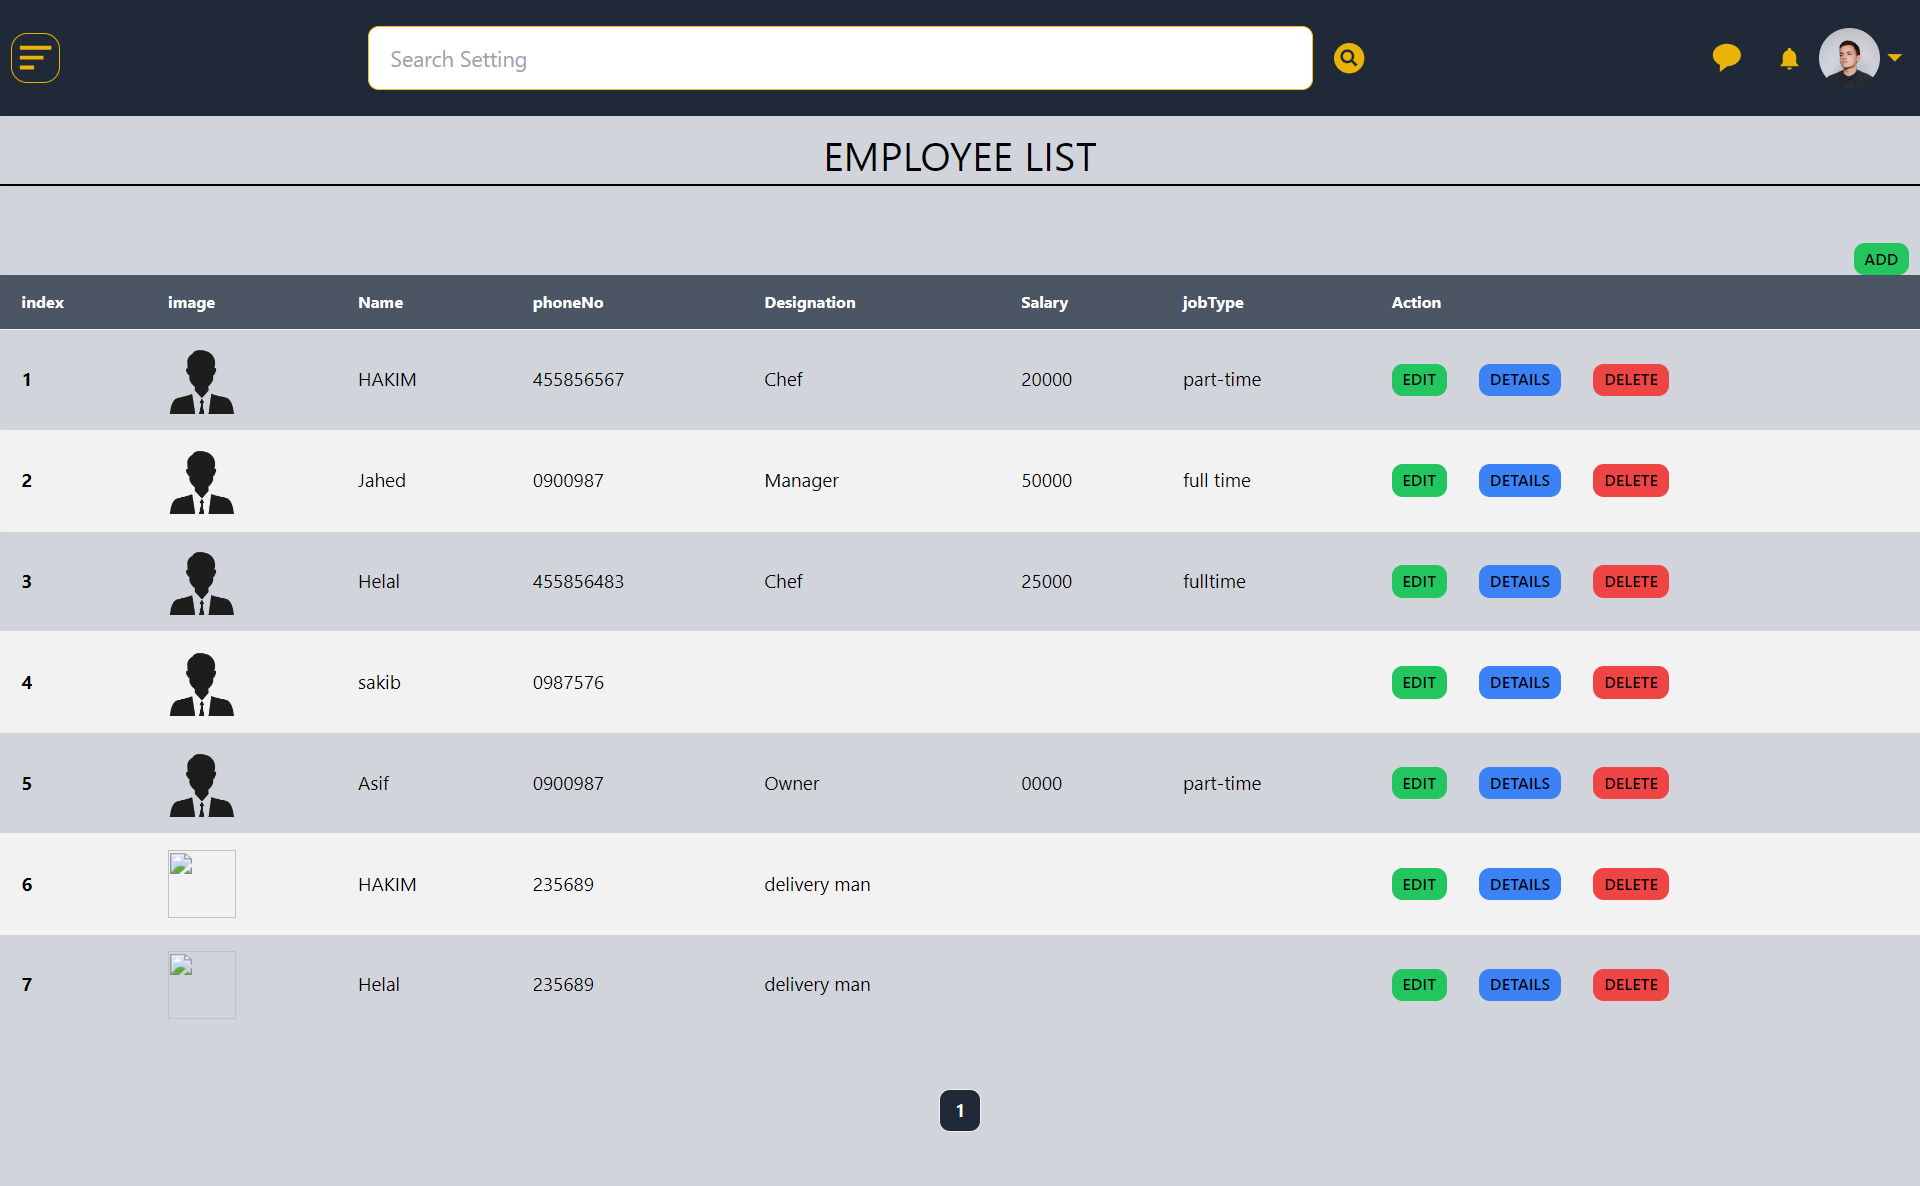 Search Setting
EMPLOYEE LIST
ADD
index image Name phoneNo Designation Salary jobType Action
1 HAKIM 455856567 Chef 20000 part-time EDIT DETAILS DELETE
2 Jahed 0900987 Manager 50000 full time EDIT DETAILS DELETE
3 Helal 455856483 Chef 25000 fulltime EDIT DETAILS DELETE
4 sakib 0987576 EDIT DETAILS DELETE
5 Asif 0900987 Owner 0000 part-time EDIT DETAILS DELETE
6 HAKIM 235689 delivery man EDIT DETAILS DELETE
7 Helal 235689 delivery man EDIT DETAILS DELETE
1